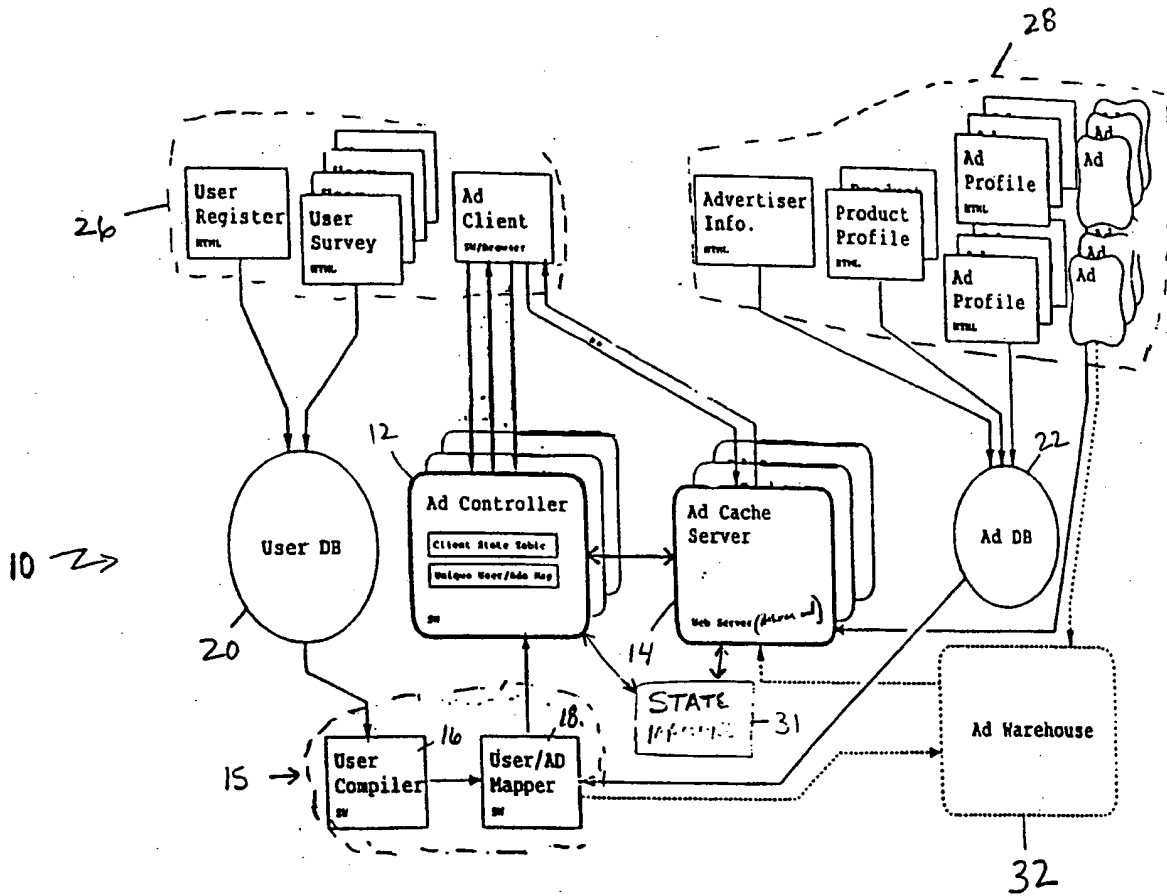 28
26
User
Register
HTML
User
User
Survey
HTML
Ad
Client
SW/browser
Advertiser
Info.
HTML
Product
Product
Profile
HTML
Ad
Profile
HTML
Ad
Profile
HTML
Ad
Ad
Ad
Ad
12
Ad Controller
Client State Table
Unique User/Ads Map
SW
Ad Cache
Server
Web Server
14
22
Ad DB
User DB
20
10
STATE
31
Ad Warehouse
32
15
16
User
Compiler
SW
18
User/AD
Mapper
SW